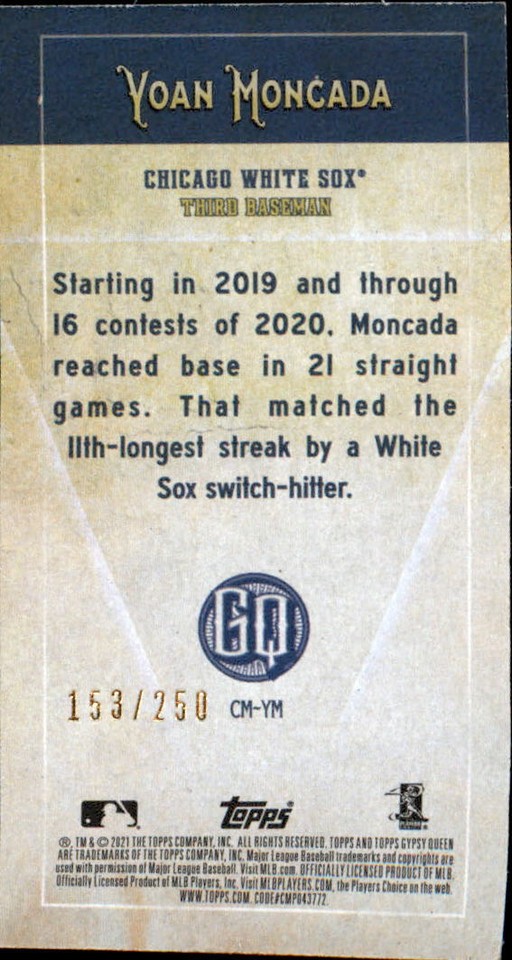 YOAN MONCADA
CHICAGO WHITE SOX®
THIRD BASEMAN
Starting in 2019 and through
16 contests of 2020, Moncada
reached base in 21 straight
games. That matched the
11th-longest streak by a White
Sox switch-hitter.
GQ
153/250 CM-YM
Topps®
®, TM & © 2021 THE TOPPS COMPANY, INC. ALL RIGHTS RESERVED. TOPPS AND TOPPS GYPSY QUEEN
ARE TRADEMARKS OF THE TOPPS COMPANY, INC. Major League Baseball trademarks and copyrights are
used with permission of Major League Baseball. Visit MLB.com. OFFICIALLY LICENSED PRODUCT OF MLB
Officially Licensed Product of MLB Players, Inc. Visit MLBPLAYERS.COM, the Players Choice on the web.
WWW.TOPPS.COM. CODE#CMP043772